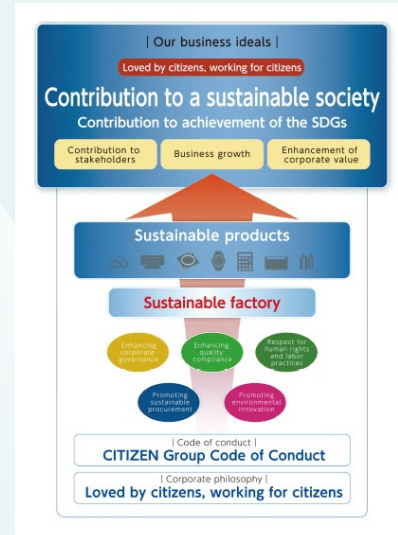 | Our business ideals |
Loved by citizens, working for citizens
Contribution to a sustainable society
Contribution to achievement of the SDGs
Contribution to
stakeholders
Business growth
Enhancement of
corporate value
Sustainable products
Sustainable factory
Enhancing
corporate
governance
Enhancing
quality
compliance
Respect for
human rights
and labor
practices
Promoting
sustainable
procurement
Promoting
environmental
innovation
| Code of conduct |
CITIZEN Group Code of Conduct
| Corporate philosophy |
Loved by citizens, working for citizens